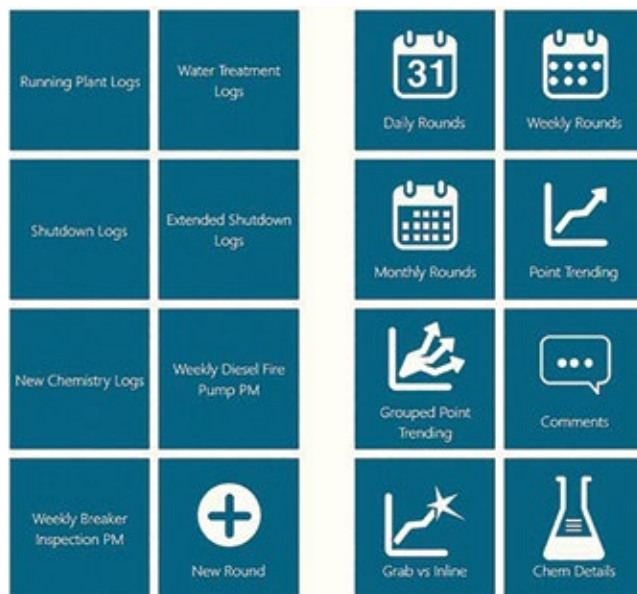 Running Plant Logs
Water Treatment
Logs
Shutdown Logs
Extended Shutdown
Logs
New Chemistry Logs
Weekly Diesel Fire
Pump PM
Weekly Breaker
Inspection PM
New Round
31
Daily Rounds
Weekly Rounds
Monthly Rounds
Point Trending
Grouped Point
Trending
Comments
Grab vs Inline
Chem Details